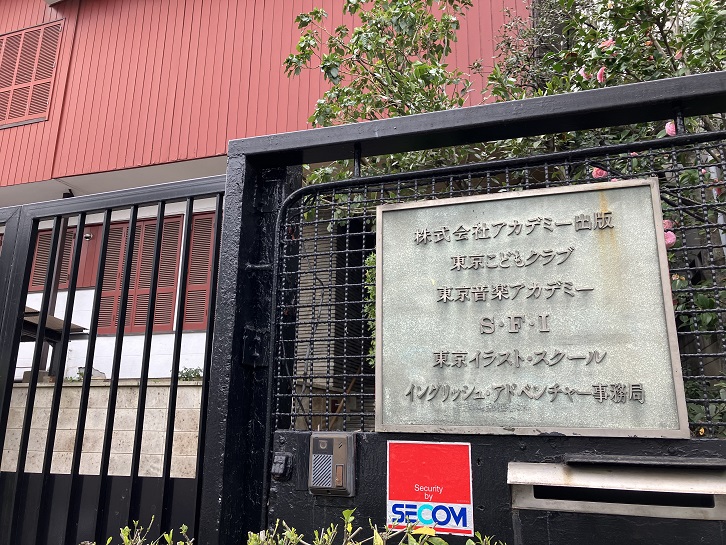 株式会社アカデミー出版
東京こどもクラブ
東京音楽アカデミー
S・F・I
東京イラスト・スクール
イングリッシュ・アドベンチャー事務局
Security
by
SECOM